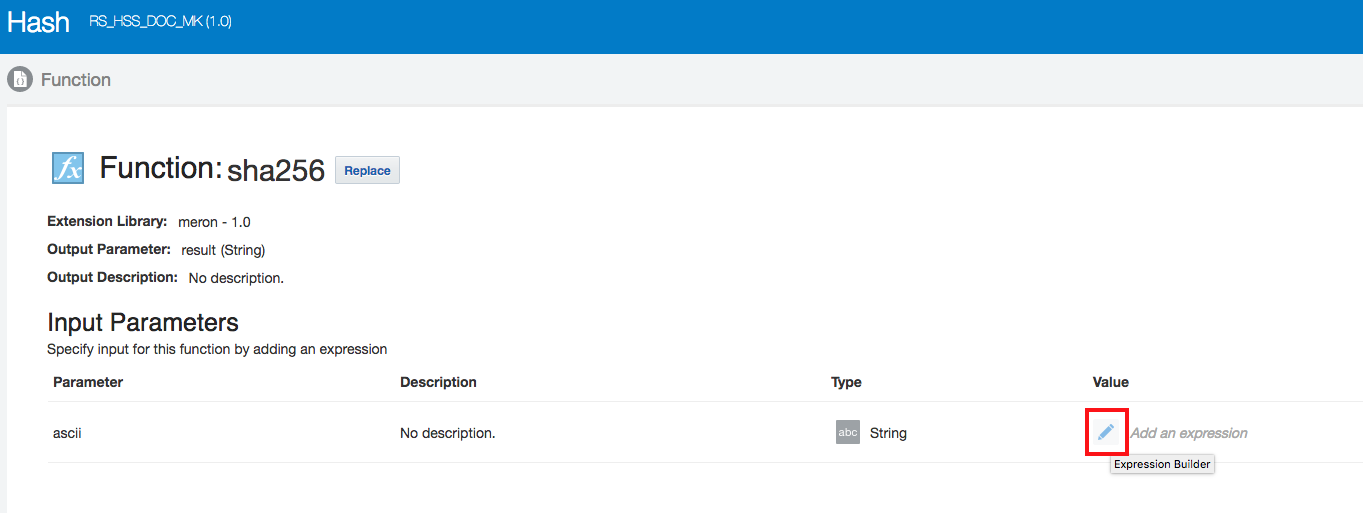 Hash RS_HSS_DOC_MK (1.0)
{} Function
fx Function: sha256 Replace
Extension Library: meron - 1.0
Output Parameter: result (String)
Output Description: No description.
Input Parameters
Specify input for this function by adding an expression
Parameter Description Type Value
ascii No description. abc String Add an expression
Expression Builder